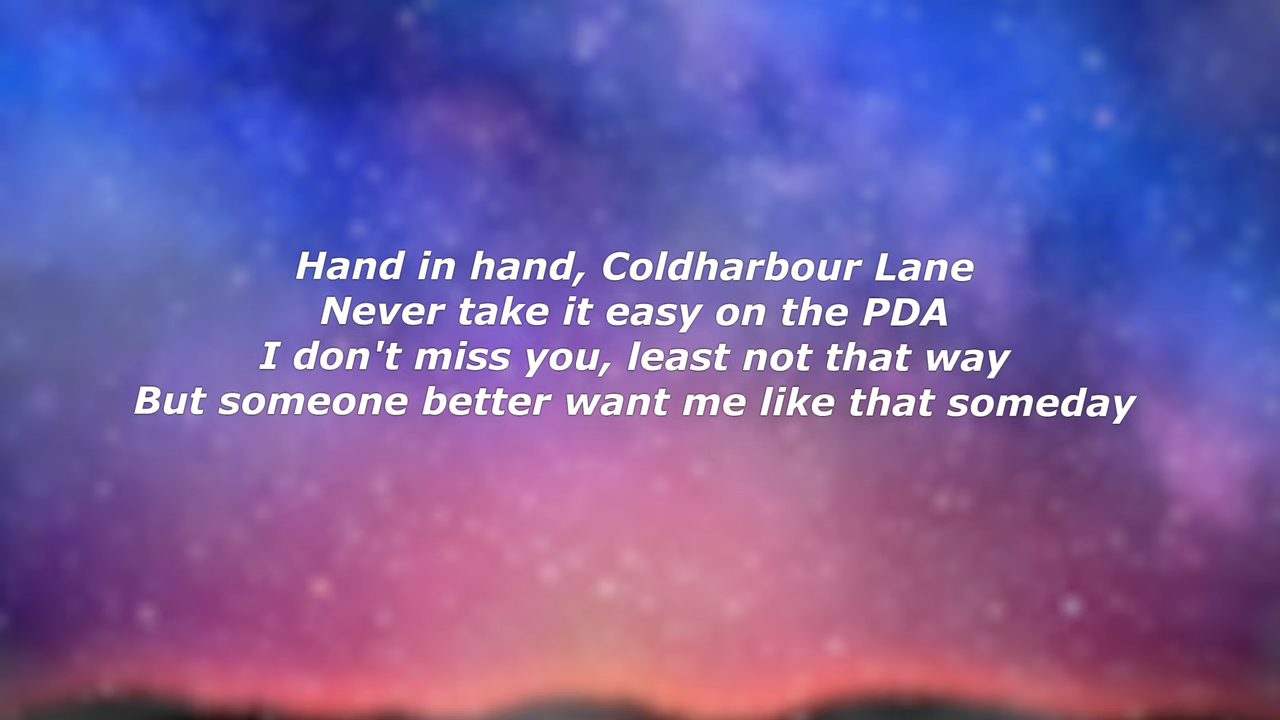 Hand in hand, Coldharbour Lane
Never take it easy on the PDA
I don't miss you, least not that way
But someone better want me like that someday